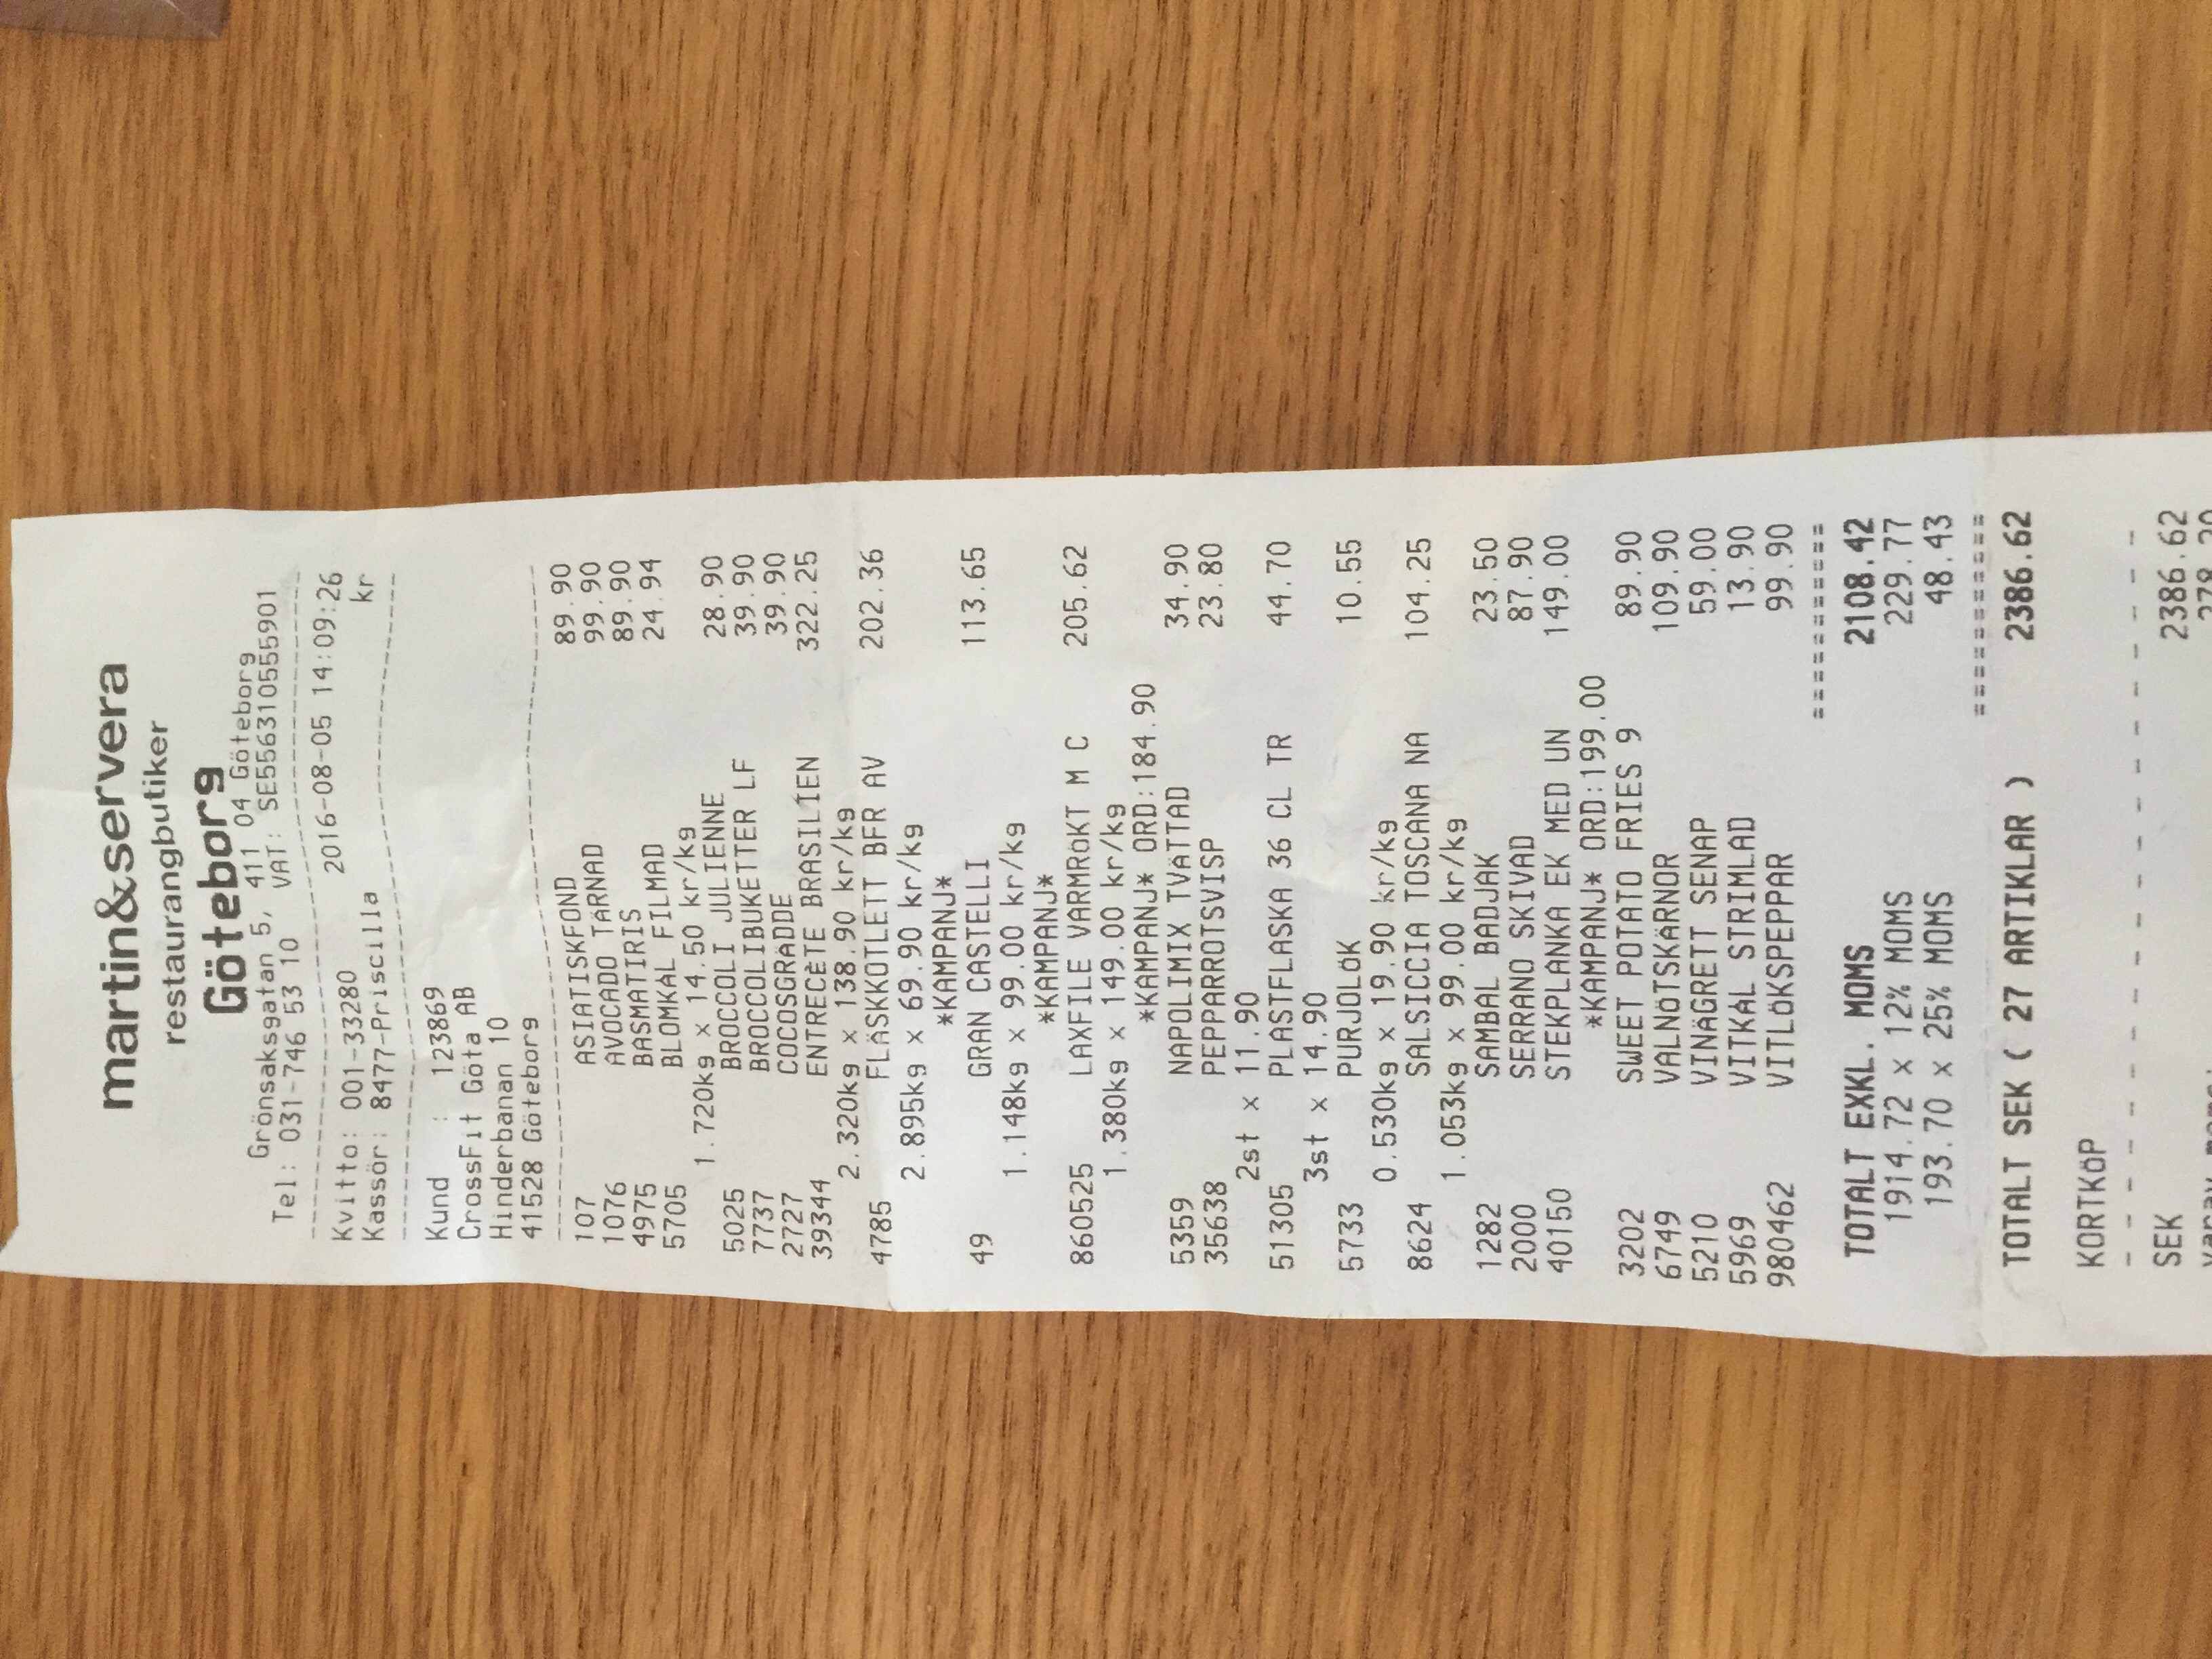 martin&servera
restaurangbutiker
Göteborg
Grönsaksgatan 5, 411 04 Göteborg
Tel: 031-746 53 10 VAT: SE556310555901
Kvitto: 001-33280 2016-08-05 14:09:26
Kassör: 8477-Priscilla kr
Kund : 123869
CrossFit Göta AB
Hinderbanan 10
41528 Göteborg
107 ASIATISKFOND 89.90
1076 AVOCADO TÄRNAD 99.90
4975 BASMATIRIS 89.90
5705 BLOMKÅL FILMAD 24.94
1.720kg x 14.50 kr/kg
5025 BROCCOLI JULIENNE 28.90
7737 BROCCOLIBUKETTER LF 39.90
2727 COCOSGRÄDDE 39.90
39344 ENTRECÈTE BRASILIEN 322.25
2.320kg x 138.90 kr/kg
4785 FLÄSKKOTLETT BFR AV 202.36
2.895kg x 69.90 kr/kg
*KAMPANJ*
49 GRAN CASTELLI 113.65
1.148kg x 99.00 kr/kg
*KAMPANJ*
860525 LAXFILE VARMRÖKT M C 205.62
1.380kg x 149.00 kr/kg
*KAMPANJ* ORD:184.90
5359 NAPOLIMIX TVÄTTAD 34.90
35638 PEPPARROTSVISP 23.80
2st x 11.90
51305 PLASTFLASKA 36 CL TR 44.70
3st x 14.90
5733 PURJOLÖK 10.55
0.530kg x 19.90 kr/kg
8624 SALSICCIA TOSCANA NA 104.25
1.053kg x 99.00 kr/kg
1282 SAMBAL BADJAK 23.50
2000 SERRANO SKIVAD 87.90
40150 STEKPLANKA EK MED UN 149.00
*KAMPANJ* ORD:199.00
3202 SWEET POTATO FRIES 9 89.90
6749 VALNÖTSKÄRNOR 109.90
5210 VINÄGRETT SENAP 59.00
5969 VITKÅL STRIMLAD 13.90
980462 VITLÖKSPEPPAR 99.90
==========
TOTALT EXKL. MOMS 2108.42
1914.72 x 12% MOMS 229.77
193.70 x 25% MOMS 48.43
==========
TOTALT SEK ( 27 ARTIKLAR ) 2386.62
KORTKÖP
SEK 2386.62